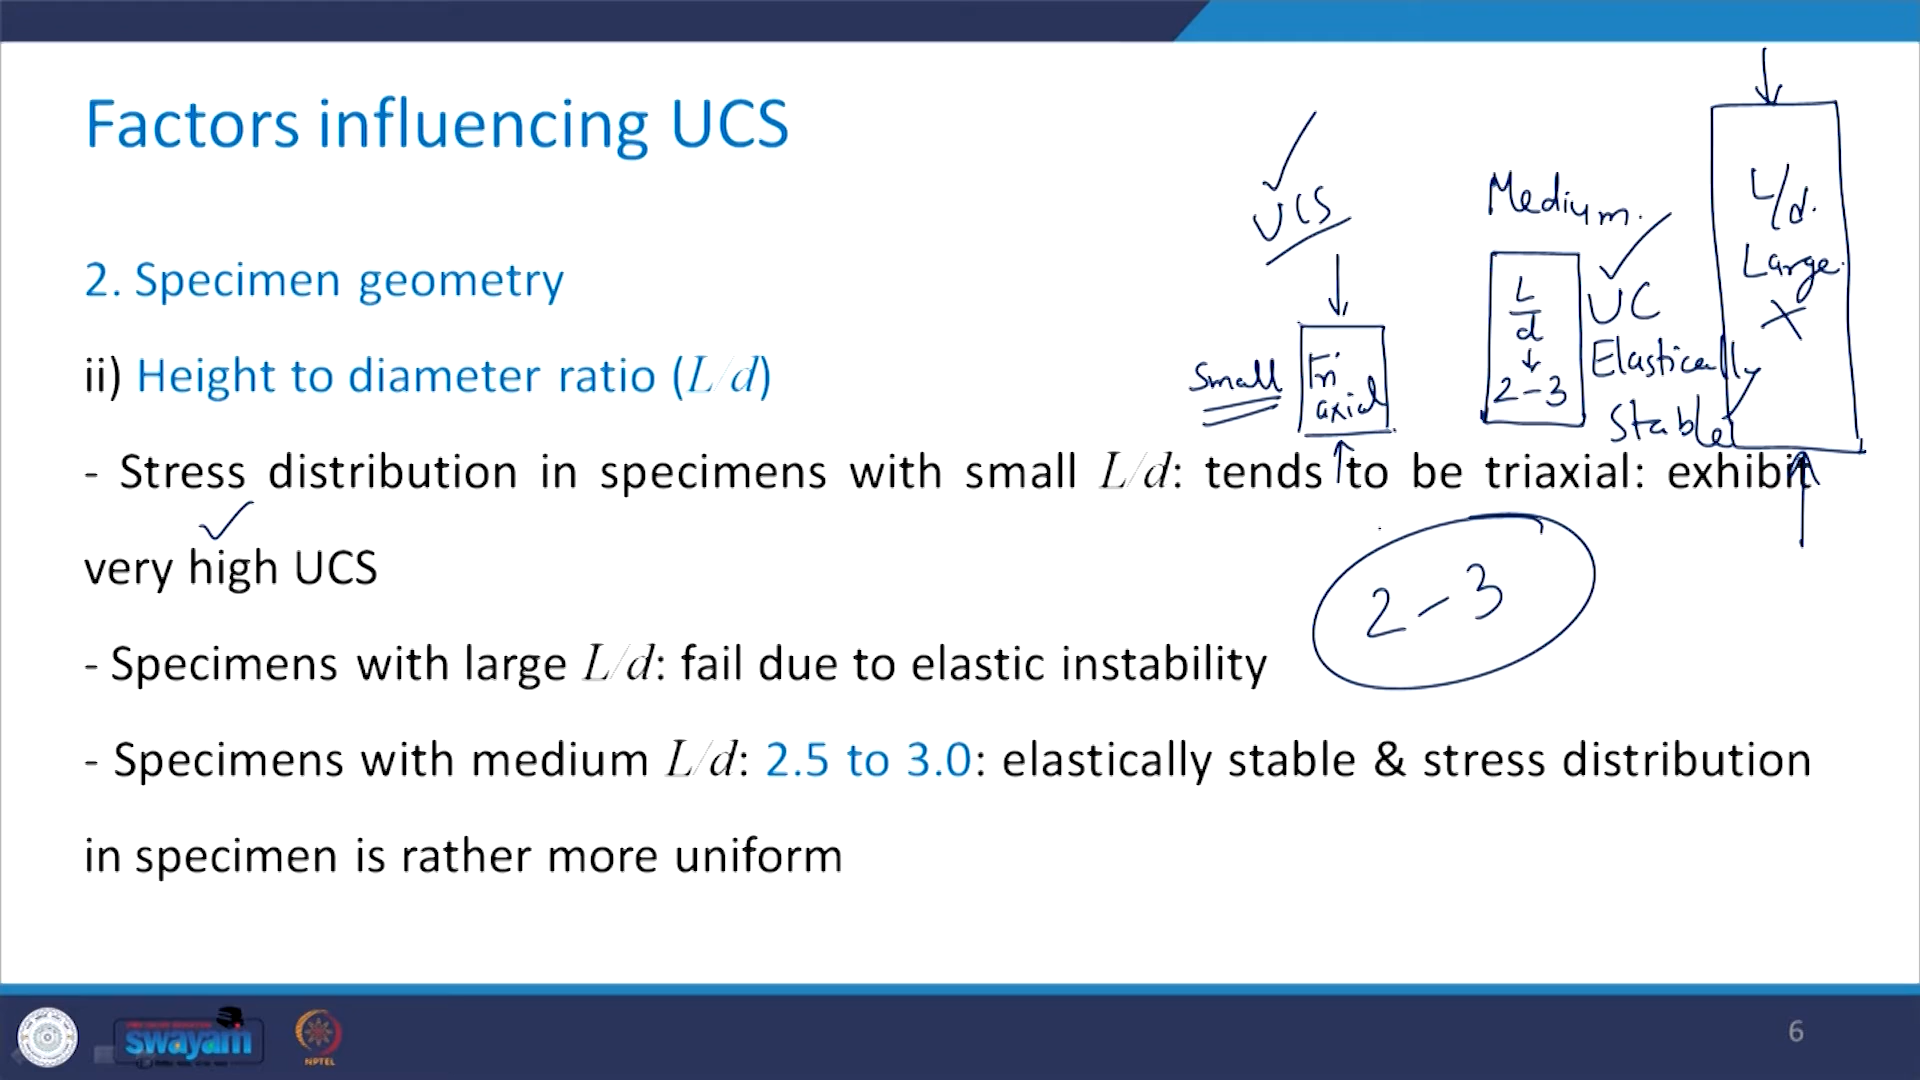 Factors influencing UCS
2. Specimen geometry
ii) Height to diameter ratio (L/d)
- Stress distribution in specimens with small L/d: tends to be triaxial: exhibit
very high UCS
- Specimens with large L/d: fail due to elastic instability
- Specimens with medium L/d: 2.5 to 3.0: elastically stable & stress distribution
in specimen is rather more uniform
UCS
Small
Tri
axial
Medium.
L
d
2-3
UC
Elastically
Stable
L/d.
Large.
2-3
swayam
NPTEL
6